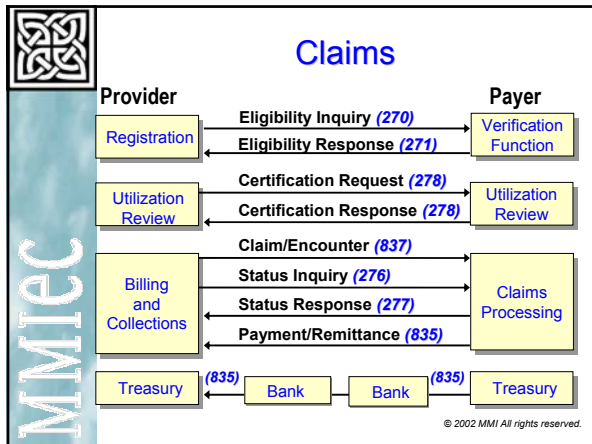 Claims
Provider
Payer
Registration
Eligibility Inquiry (270)
Eligibility Response (271)
Verification
Function
Utilization
Review
Certification Request (278)
Certification Response (278)
Utilization
Review
Billing
and
Collections
Claim/Encounter (837)
Status Inquiry (276)
Status Response (277)
Payment/Remittance (835)
Claims
Processing
Treasury
(835)
Bank
Bank
(835)
Treasury
MMIec
© 2002 MMI All rights reserved.